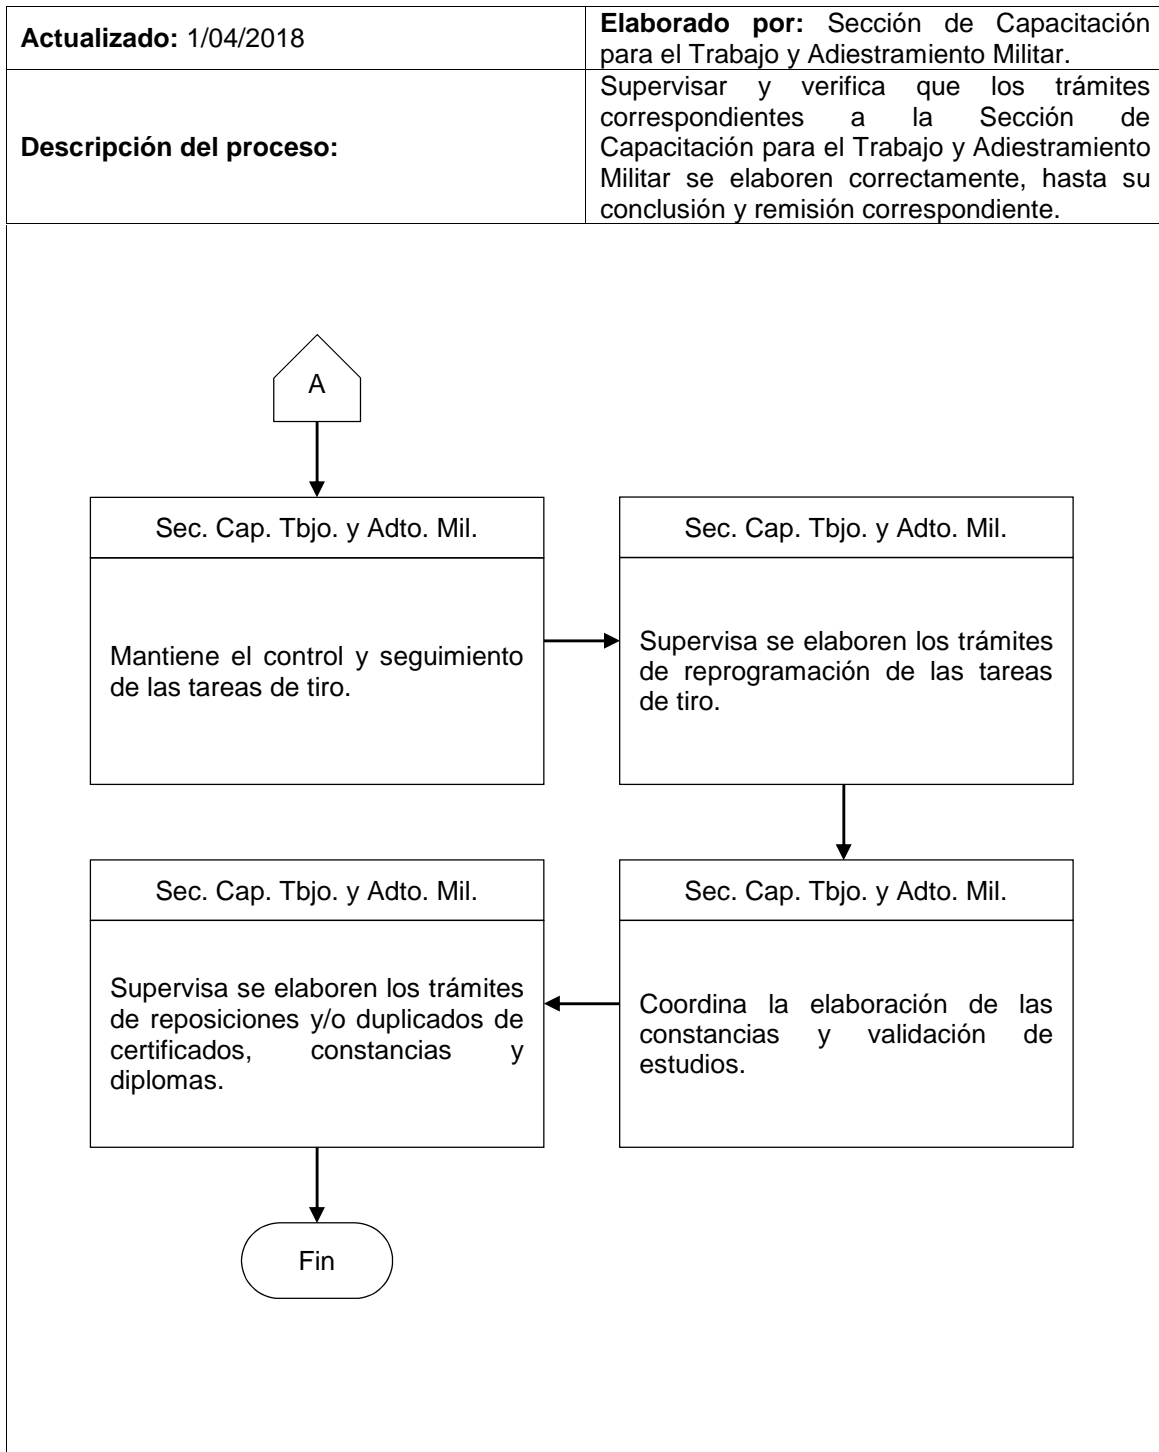 Actualizado: 1/04/2018
Elaborado por: Sección de Capacitación
para el Trabajo y Adiestramiento Militar.
Descripción del proceso:
Supervisar y verifica que los trámites
correspondientes a la Sección de
Capacitación para el Trabajo y Adiestramiento
Militar se elaboren correctamente, hasta su
conclusión y remisión correspondiente.
A
Sec. Cap. Tbjo. y Adto. Mil.
Mantiene el control y seguimiento
de las tareas de tiro.
Sec. Cap. Tbjo. y Adto. Mil.
Supervisa se elaboren los trámites
de reprogramación de las tareas
de tiro.
Sec. Cap. Tbjo. y Adto. Mil.
Coordina la elaboración de las
constancias y validación de
estudios.
Sec. Cap. Tbjo. y Adto. Mil.
Supervisa se elaboren los trámites
de reposiciones y/o duplicados de
certificados, constancias y
diplomas.
Fin